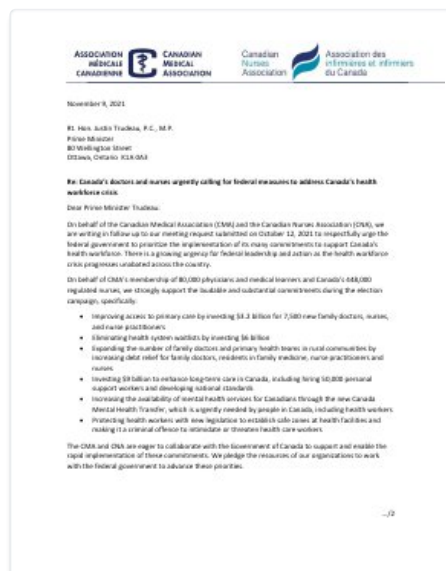 ASSOCIATION MÉDICALE CANADIENNE
CANADIAN MEDICAL ASSOCIATION
Canadian Nurses Association
Association des infirmières et infirmiers du Canada
November 9, 2021
Rt. Hon. Justin Trudeau, P.C., M.P.
Prime Minister
80 Wellington Street
Ottawa, Ontario K1A 0A3
Re: Canada's doctors and nurses urgently calling for federal measures to address Canada's health
workforce crisis
Dear Prime Minister Trudeau:
On behalf of the Canadian Medical Association (CMA) and the Canadian Nurses Association (CNA), we
are writing in follow up to our meeting request submitted on October 12, 2021 to respectfully urge the
federal government to prioritize the implementation of its many commitments to support Canada's
health workforce. There is a growing urgency for federal leadership and action as the health workforce
crisis progresses unabated across the country.
On behalf of CMA's membership of 80,000 physicians and medical learners and Canada's 448,000
regulated nurses, we strongly support the laudable and substantial commitments during the election
campaign, specifically:
• Improving access to primary care by investing $3.2 billion for 7,500 new family doctors, nurses,
and nurse practitioners
• Eliminating health system waitlists by investing $6 billion
• Expanding the number of family doctors and primary health teams in rural communities by
increasing debt relief for family doctors, residents in family medicine, nurse practitioners and
nurses
• Investing $9 billion to enhance long-term care in Canada, including hiring 50,000 personal
support workers and developing national standards
• Increasing the availability of mental health services for Canadians through the new Canada
Mental Health Transfer, which is urgently needed by people in Canada, including health workers
• Protecting health workers with new legislation to establish safe zones at health facilities and
making it a criminal offence to intimidate or threaten health care workers
The CMA and CNA are eager to collaborate with the Government of Canada to support and enable the
rapid implementation of these commitments. We pledge the resources of our organizations to work
with the federal government to advance these priorities.
.../2